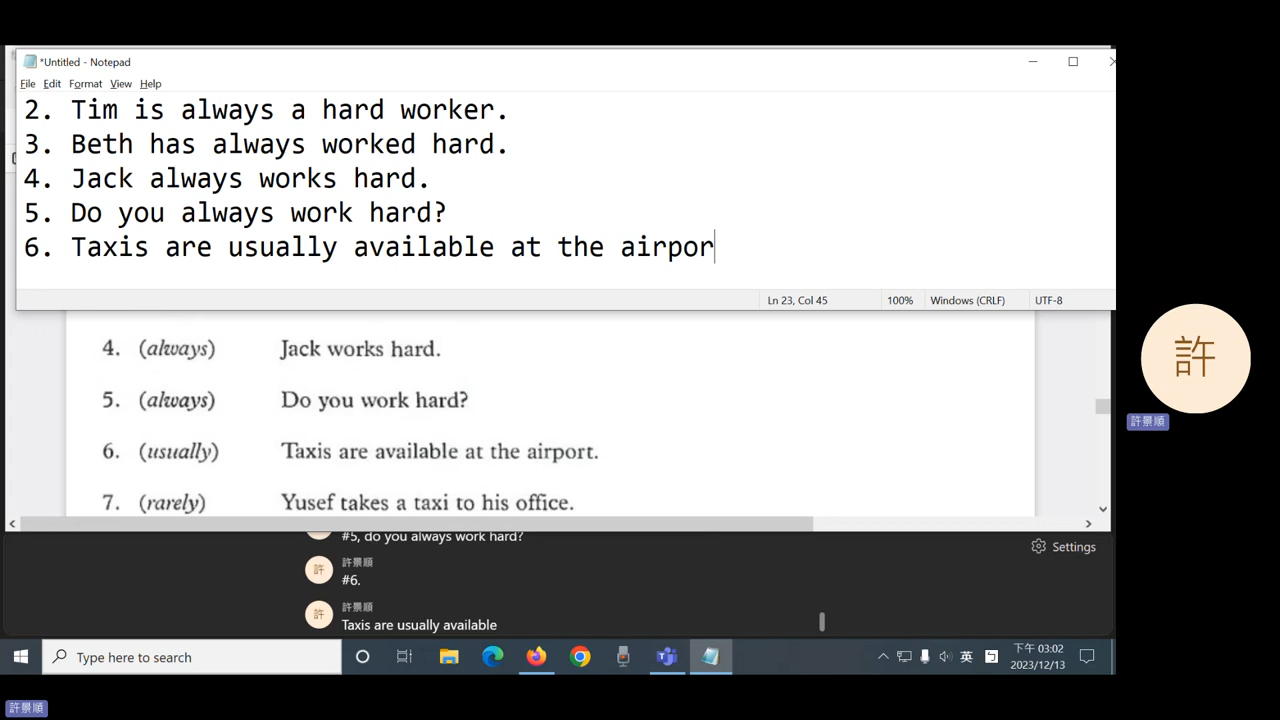 *Untitled - Notepad
File Edit Format View Help
2. Tim is always a hard worker.
3. Beth has always worked hard.
4. Jack always works hard.
5. Do you always work hard?
6. Taxis are usually available at the airpor
Ln 23, Col 45 100% Windows (CRLF) UTF-8
4. (always) Jack works hard.
5. (always) Do you work hard?
6. (usually) Taxis are available at the airport.
7. (rarely) Yusef takes a taxi to his office.
許
許景順
#5, do you always work hard?
Settings
許 許景順
#6.
許 許景順
Taxis are usually available
Type here to search
英
下午 03:02
2023/12/13
許景順